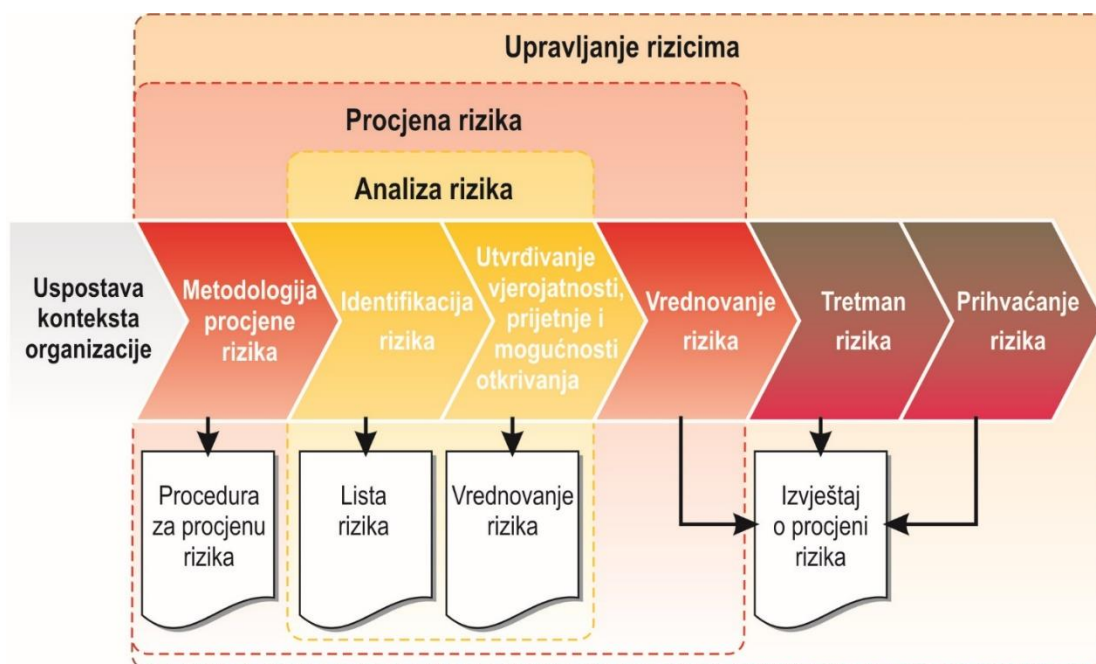 Upravljanje rizicima
Procjena rizika
Analiza rizika
Uspostava
konteksta
organizacije
Metodologija
procjene
rizika
Identifikacija
rizika
Utvrđivanje
vjerojatnosti,
prijetnje i
mogućnosti
otkrivanja
Vrednovanje
rizika
Tretman
rizika
Prihvaćanje
rizika
Procedura
za procjenu
rizika
Lista
rizika
Vrednovanje
rizika
Izvještaj
o procjeni
rizika